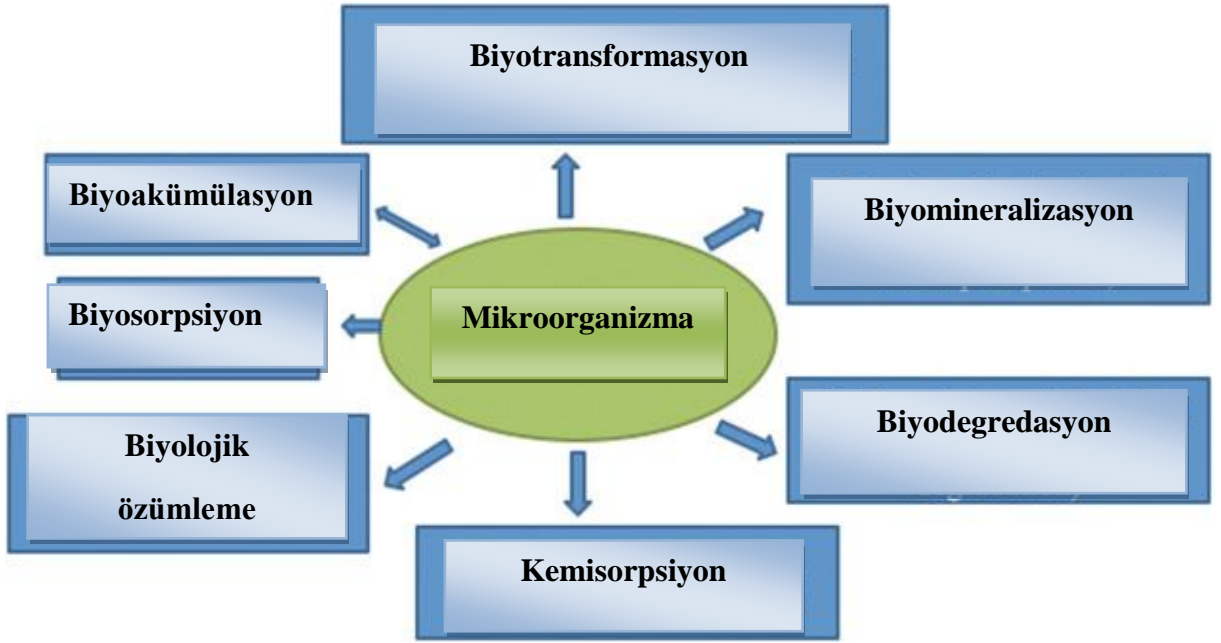 Biyotransformasyon
Biyoakümülasyon
Biyomineralizasyon
Biyosorpsiyon
Mikroorganizma
Biyodegredasyon
Biyolojik
özümleme
Kemisorpsiyon